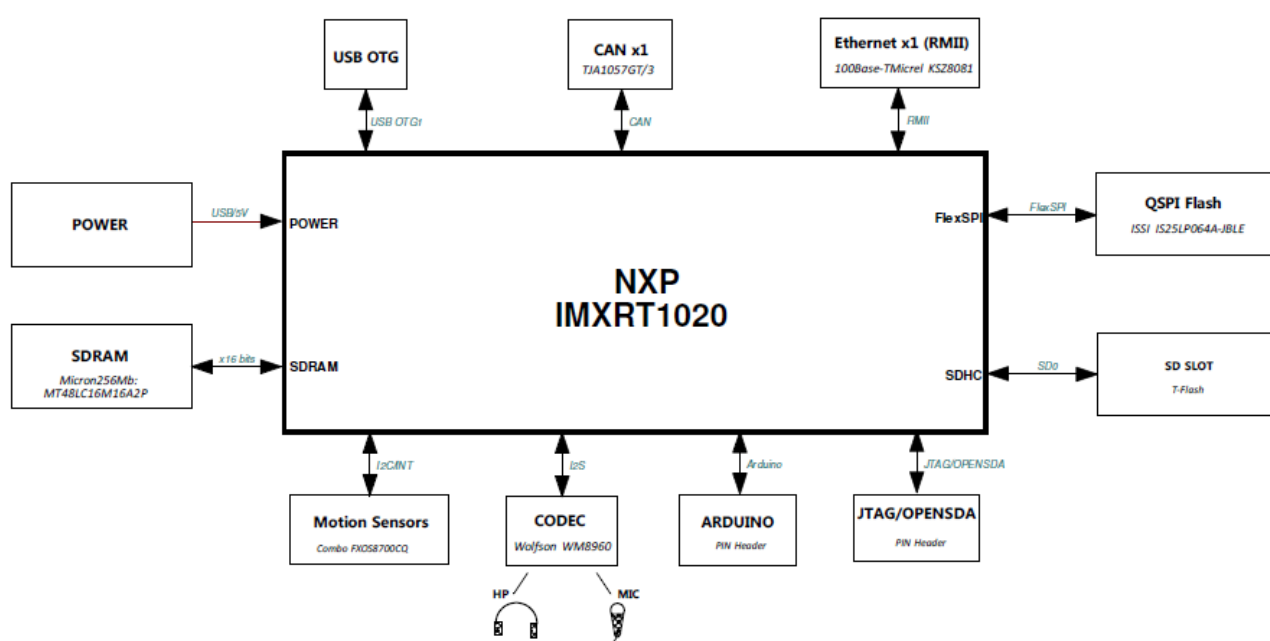 USB OTG
CAN x1
TJA1057GT/3
Ethernet x1 (RMII)
100Base-TMicrel KSZ8081
USB OTG1
CAN
RMII
POWER
USB/5V
POWER
FlexSPI
FlexSPI
QSPI Flash
ISSI IS25LP064A-JBLE
NXP
IMXRT1020
SDRAM
Micron256Mb:
MT48LC16M16A2P
x16 bits
SDRAM
SDHC
SD0
SD SLOT
T-Flash
I2C/INT
I2S
Arduino
JTAG/OPENSDA
Motion Sensors
Combo FXOS8700CQ
CODEC
Wolfson WM8960
ARDUINO
PIN Header
JTAG/OPENSDA
PIN Header
HP
MIC